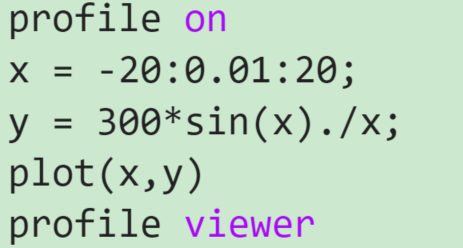 profile on
x = -20:0.01:20;
y = 300*sin(x)./x;
plot(x,y)
profile viewer